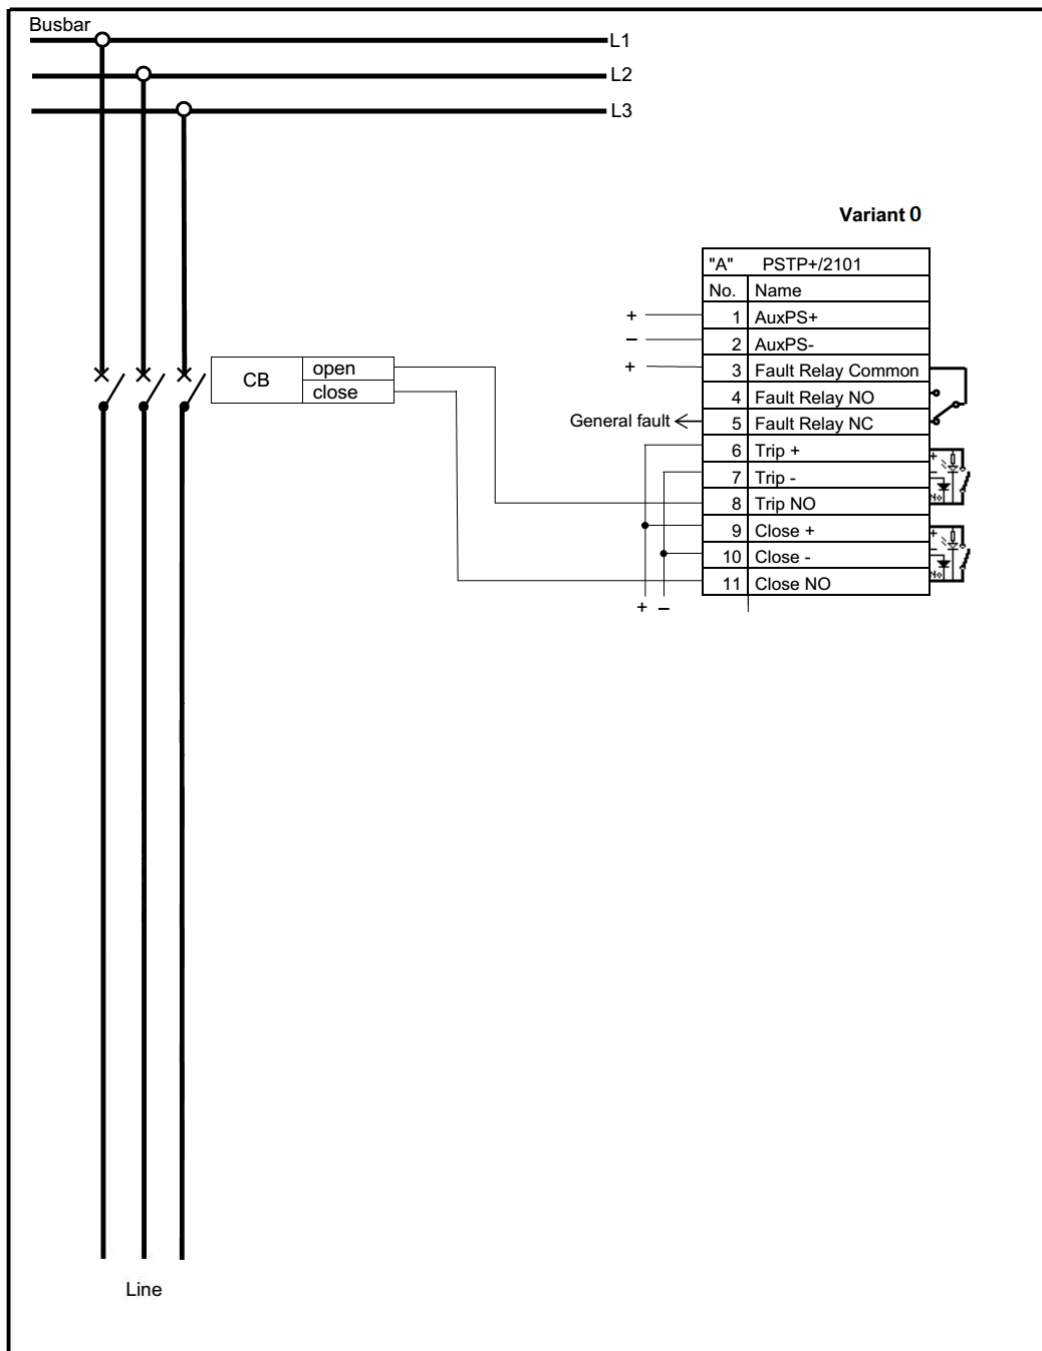 Busbar
L1
L2
L3
Variant 0
"A" PSTP+/2101
No. Name
+ 1 AuxPS+
− 2 AuxPS-
+ 3 Fault Relay Common
4 Fault Relay NO
General fault 5 Fault Relay NC
6 Trip +
7 Trip -
8 Trip NO
9 Close +
10 Close -
11 Close NO
+ −
CB open
close
Line